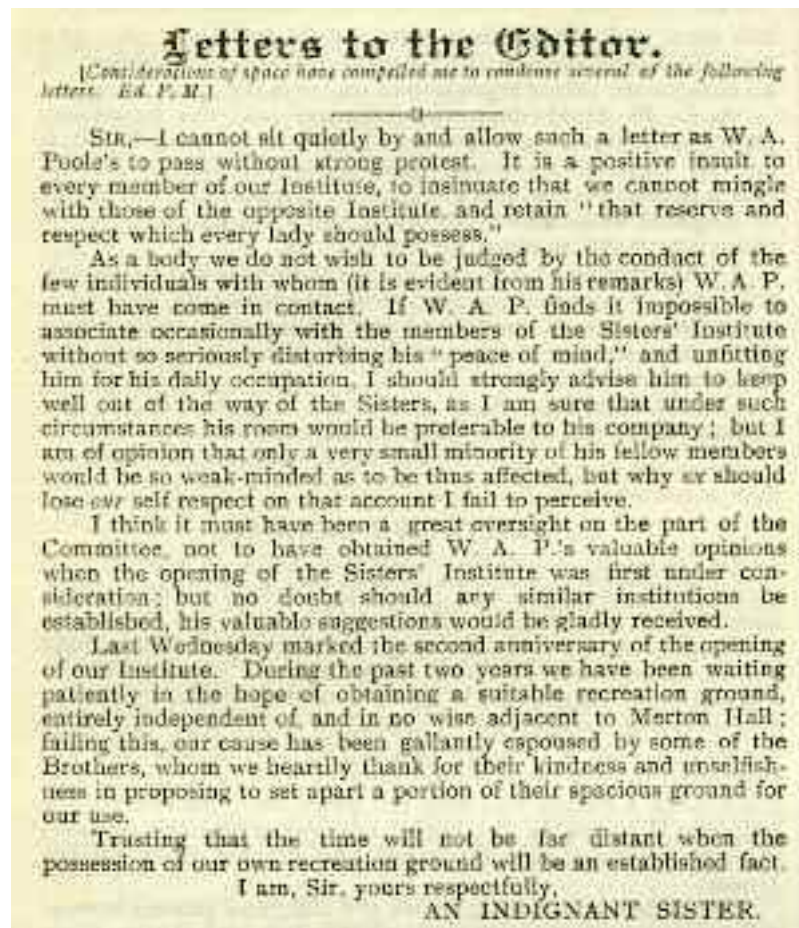 Letters to the Editor.
[Considerations of space have compelled me to condense several of the following
letters. Ed. P. M.]
SIR,—I cannot sit quietly by and allow such a letter as W. A.
Poole's to pass without strong protest. It is a positive insult to
every member of our Institute, to insinuate that we cannot mingle
with those of the opposite Institute and retain "that reserve and
respect which every lady should possess."
As a body we do not wish to be judged by the conduct of the
few individuals with whom (it is evident from his remarks) W. A. P.
must have come in contact. If W. A. P. finds it impossible to
associate occasionally with the members of the Sisters' Institute
without so seriously disturbing his "peace of mind," and unfitting
him for his daily occupation, I should strongly advise him to keep
well out of the way of the Sisters, as I am sure that under such
circumstances his room would be preferable to his company; but I
am of opinion that only a very small minority of his fellow members
would be so weak-minded as to be thus affected, but why should
lose our self respect on that account I fail to perceive.
I think it must have been a great oversight on the part of the
Committee, not to have obtained W. A. P.'s valuable opinions
when the opening of the Sisters' Institute was first under con-
sideration; but no doubt should any similar institutions be
established, his valuable suggestions would be gladly received.
Last Wednesday marked the second anniversary of the opening
of our Institute. During the past two years we have been waiting
patiently in the hope of obtaining a suitable recreation ground,
entirely independent of, and in no wise adjacent to Merton Hall;
failing this, our cause has been gallantly espoused by some of the
Brothers, whom we heartily thank for their kindness and unselfish-
ness in proposing to set apart a portion of their spacious ground for
our use.
Trusting that the time will not be far distant when the
possession of our own recreation ground will be an established fact.
I am, Sir, yours respectfully,
AN INDIGNANT SISTER.